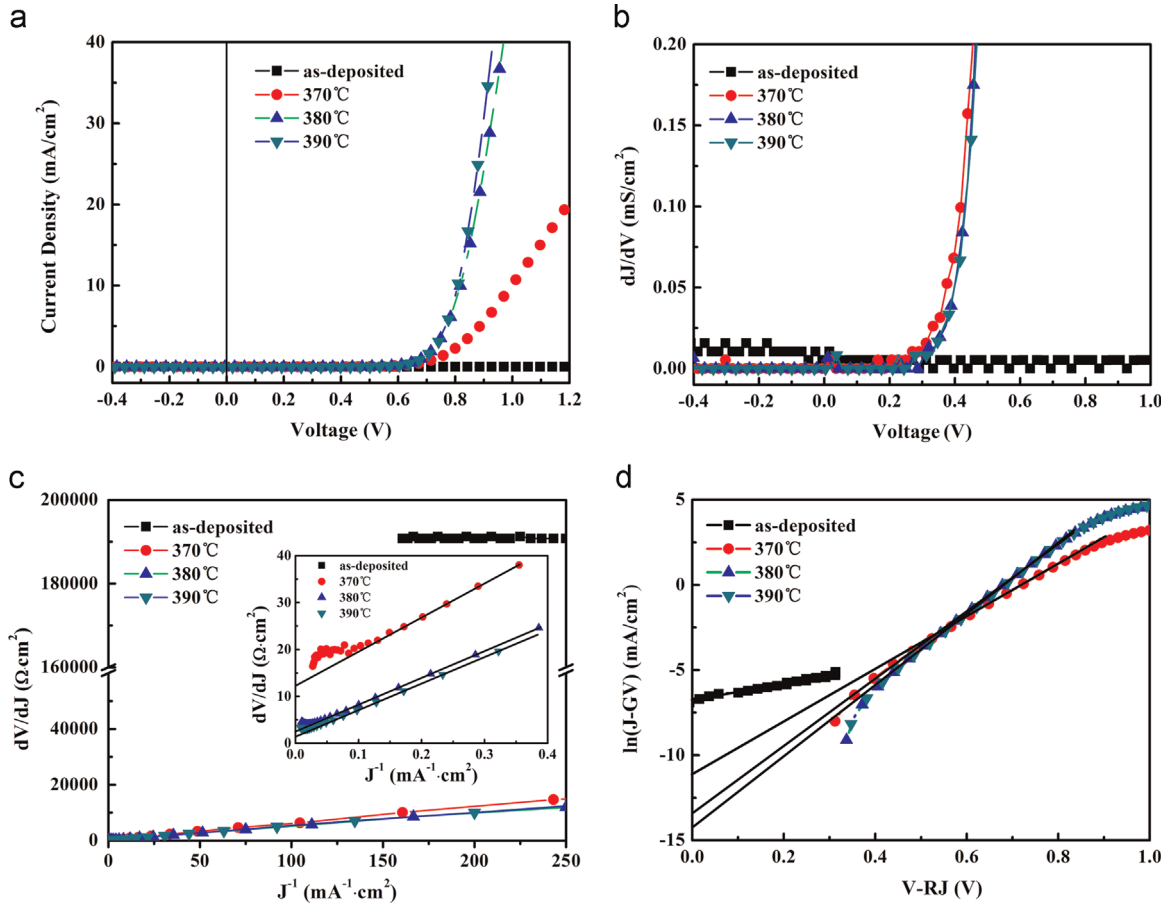 a
40
30
20
10
0
Current Density (mA/cm²)
as-deposited
370℃
380℃
390℃
-0.4 -0.2 0.0 0.2 0.4 0.6 0.8 1.0 1.2
Voltage (V)
b
0.20
0.15
0.10
0.05
0.00
dJ/dV (mS/cm²)
as-deposited
370℃
380℃
390℃
-0.4 -0.2 0.0 0.2 0.4 0.6 0.8 1.0
Voltage (V)
c
200000
180000
160000
40000
20000
0
dV/dJ (Ω·cm²)
as-deposited
370℃
380℃
390℃
40
30
20
10
0
dV/dJ (Ω·cm²)
as-deposited
370℃
380℃
390℃
0.0 0.1 0.2 0.3 0.4
J⁻¹ (mA⁻¹·cm²)
0 50 100 150 200 250
J⁻¹ (mA⁻¹·cm²)
d
5
0
-5
-10
-15
ln(J-GV) (mA/cm²)
as-deposited
370℃
380℃
390℃
0.0 0.2 0.4 0.6 0.8 1.0
V-RJ (V)